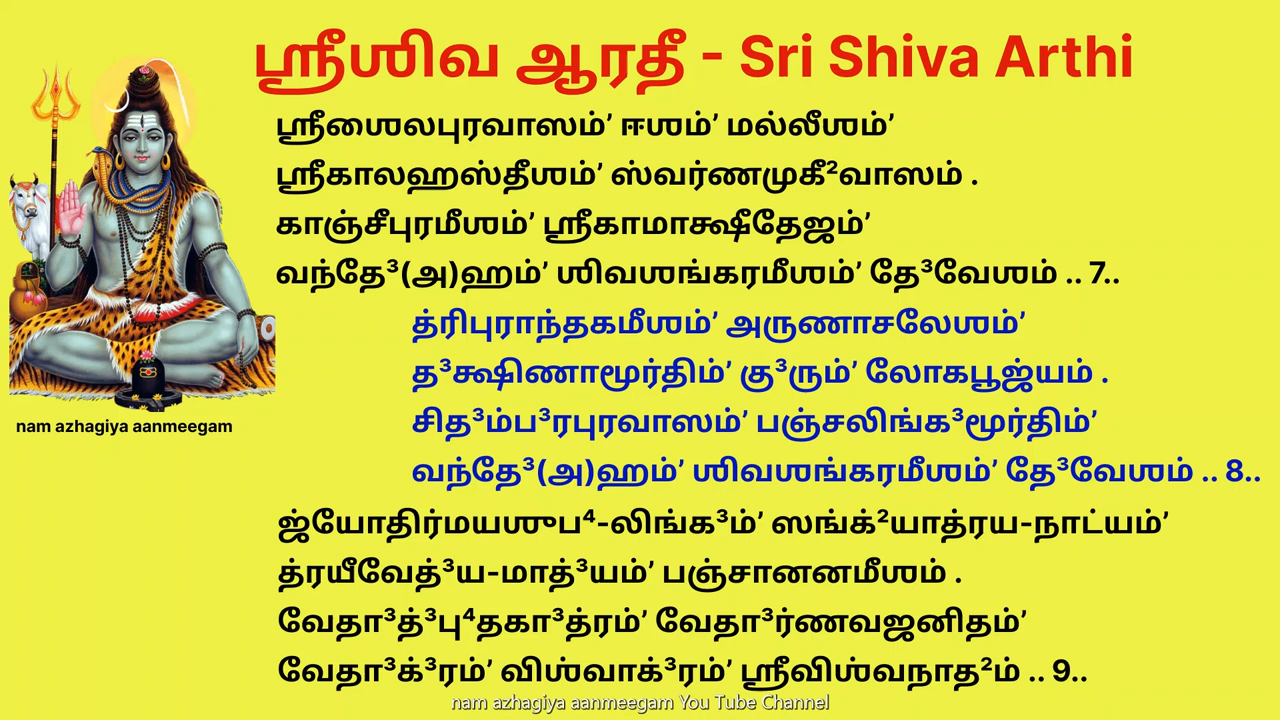 ஸ்ரீஶிவ ஆரதீ - Sri Shiva Arthi
ஸ்ரீஶைலபுரவாஸம்ʼ ஈஶம்ʼ மல்லீஶம்ʼ
ஸ்ரீகாலஹஸ்தீஶம்ʼ ஸ்வர்ணமுகீ²வாஸம் .
காஞ்சீபுரமீஶம்ʼ ஸ்ரீகாமாக்ஷீதேஜம்ʼ
வந்தே³(அ)ஹம்ʼ ஶிவஶங்கரமீஶம்ʼ தே³வேஶம் .. 7..
த்ரிபுராந்தகமீஶம்ʼ அருணாசலேஶம்ʼ
த³க்ஷிணாமூர்திம்ʼ கு³ரும்ʼ லோகபூஜ்யம் .
சித³ம்ப³ரபுரவாஸம்ʼ பஞ்சலிங்க³மூர்திம்ʼ
வந்தே³(அ)ஹம்ʼ ஶிவஶங்கரமீஶம்ʼ தே³வேஶம் .. 8..
ஜ்யோதிர்மயஶுப⁴-லிங்க³ம்ʼ ஸங்க்²யாத்ரய-நாட்யம்ʼ
த்ரயீவேத்³ய-மாத்³யம்ʼ பஞ்சானனமீஶம் .
வேதா³த்³பு⁴தகா³த்ரம்ʼ வேதா³ர்ணவஜனிதம்ʼ
வேதா³க்³ரம்ʼ விஶ்வாக்³ரம்ʼ ஸ்ரீவிஶ்வநாத²ம் .. 9..
nam azhagiya aanmeegam
nam azhagiya aanmeegam You Tube Channel